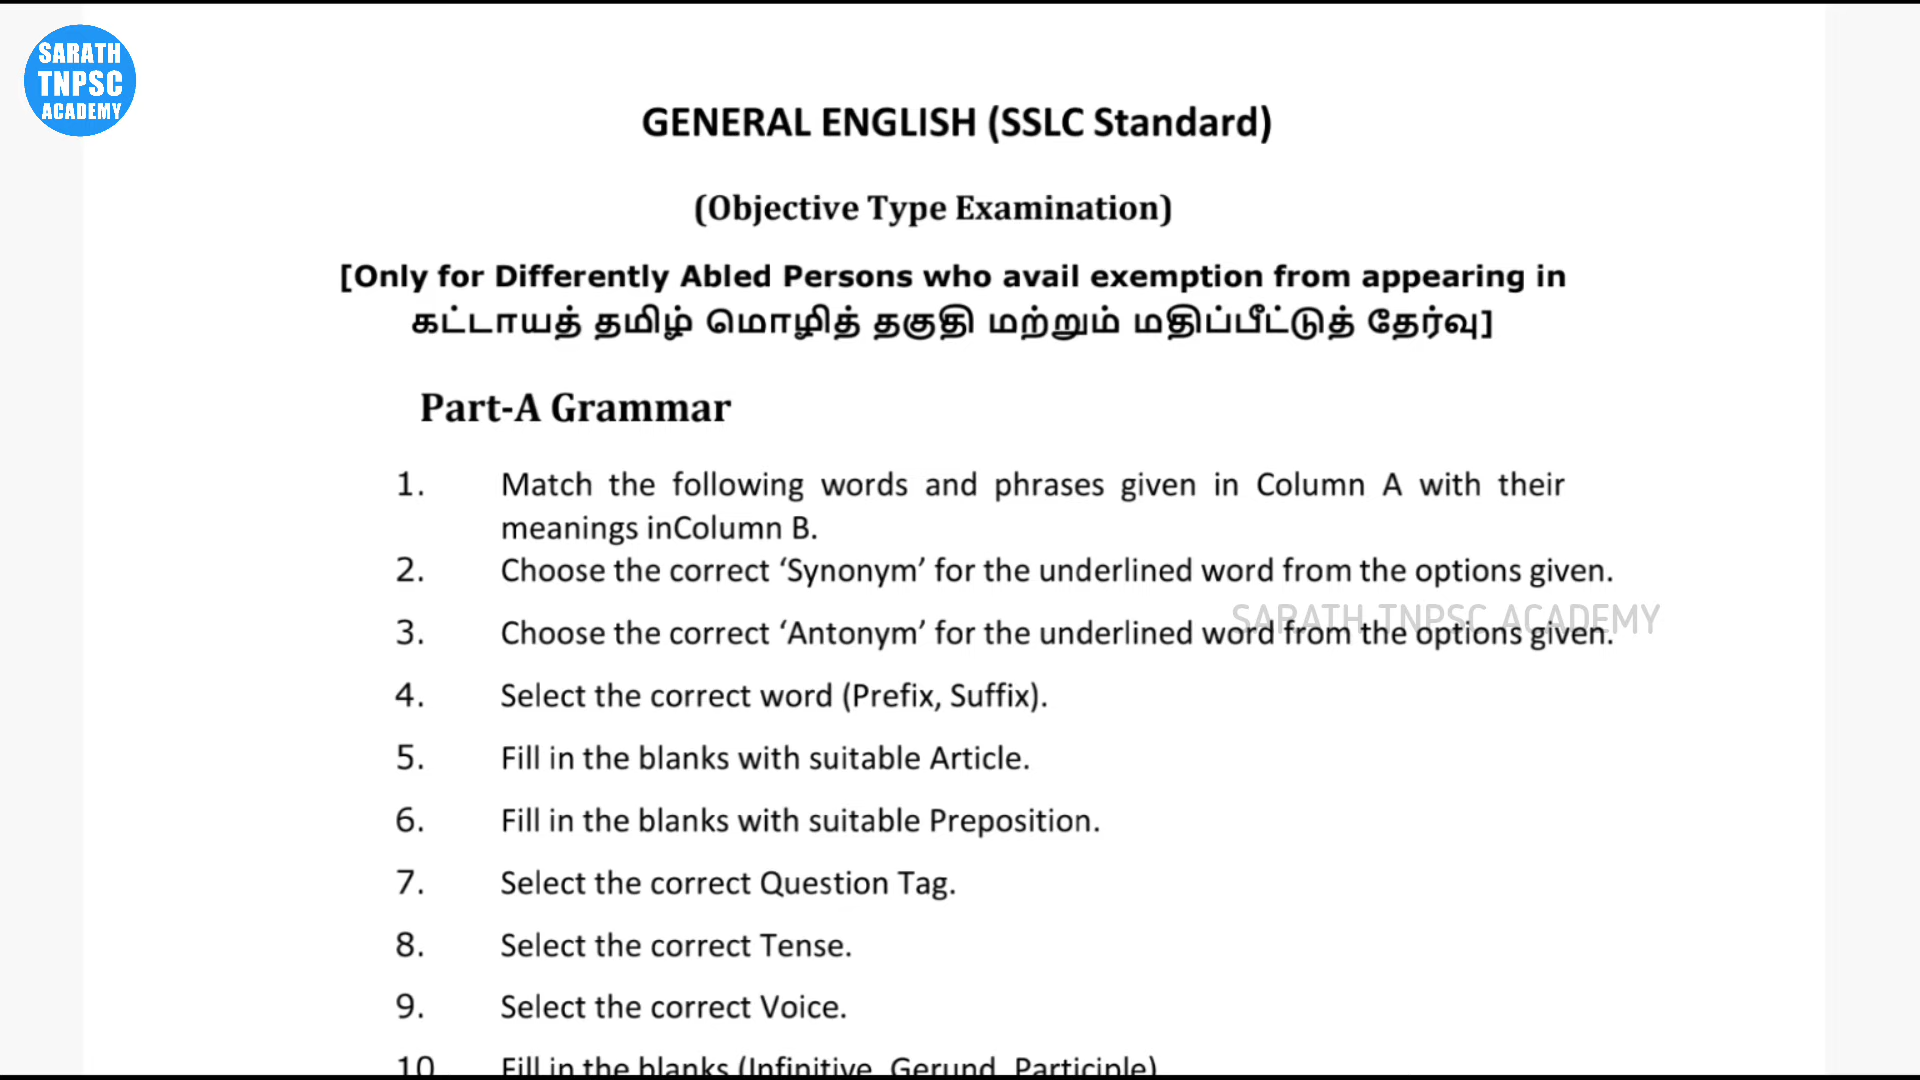 SARATH
TNPSC
ACADEMY
GENERAL ENGLISH (SSLC Standard)
(Objective Type Examination)
[Only for Differently Abled Persons who avail exemption from appearing in
கட்டாயத் தமிழ் மொழித் தகுதி மற்றும் மதிப்பீட்டுத் தேர்வு]
Part-A Grammar
1. Match the following words and phrases given in Column A with their
meanings inColumn B.
2. Choose the correct ‘Synonym’ for the underlined word from the options given.
SARATH TNPSC ACADEMY
3. Choose the correct ‘Antonym’ for the underlined word from the options given.
4. Select the correct word (Prefix, Suffix).
5. Fill in the blanks with suitable Article.
6. Fill in the blanks with suitable Preposition.
7. Select the correct Question Tag.
8. Select the correct Tense.
9. Select the correct Voice.
10 Fill in the blanks (Infinitive, Gerund, Participle)